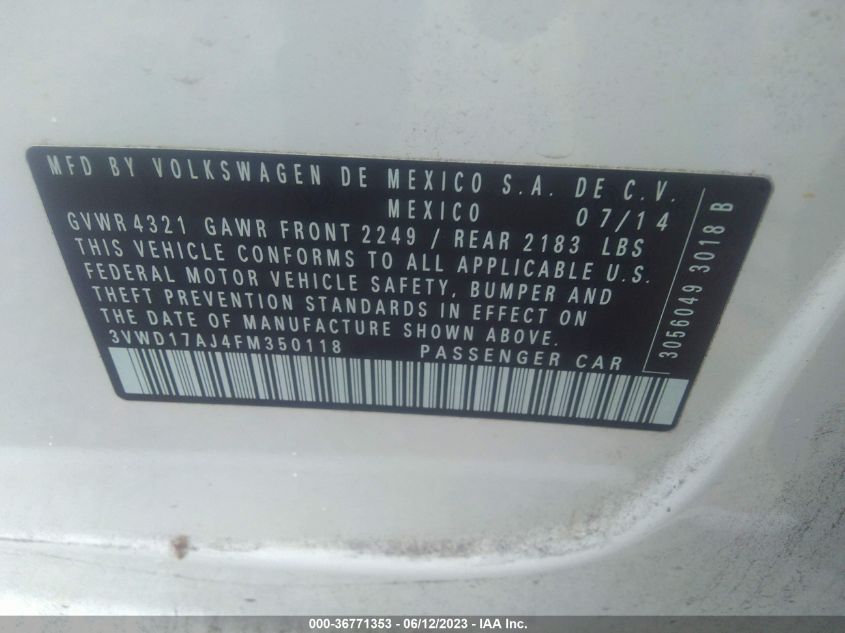 MFD BY VOLKSWAGEN DE MEXICO S.A. DE C.V.
MEXICO 07/14
GVWR4321 GAWR FRONT 2249 / REAR 2183 LBS
THIS VEHICLE CONFORMS TO ALL APPLICABLE U.S.
FEDERAL MOTOR VEHICLE SAFETY, BUMPER AND
THEFT PREVENTION STANDARDS IN EFFECT ON
THE DATE OF MANUFACTURE SHOWN ABOVE.
3VWD17AJ4FM350118 PASSENGER CAR
3056049 3018 B
000-36771353 - 06/12/2023 - IAA Inc.